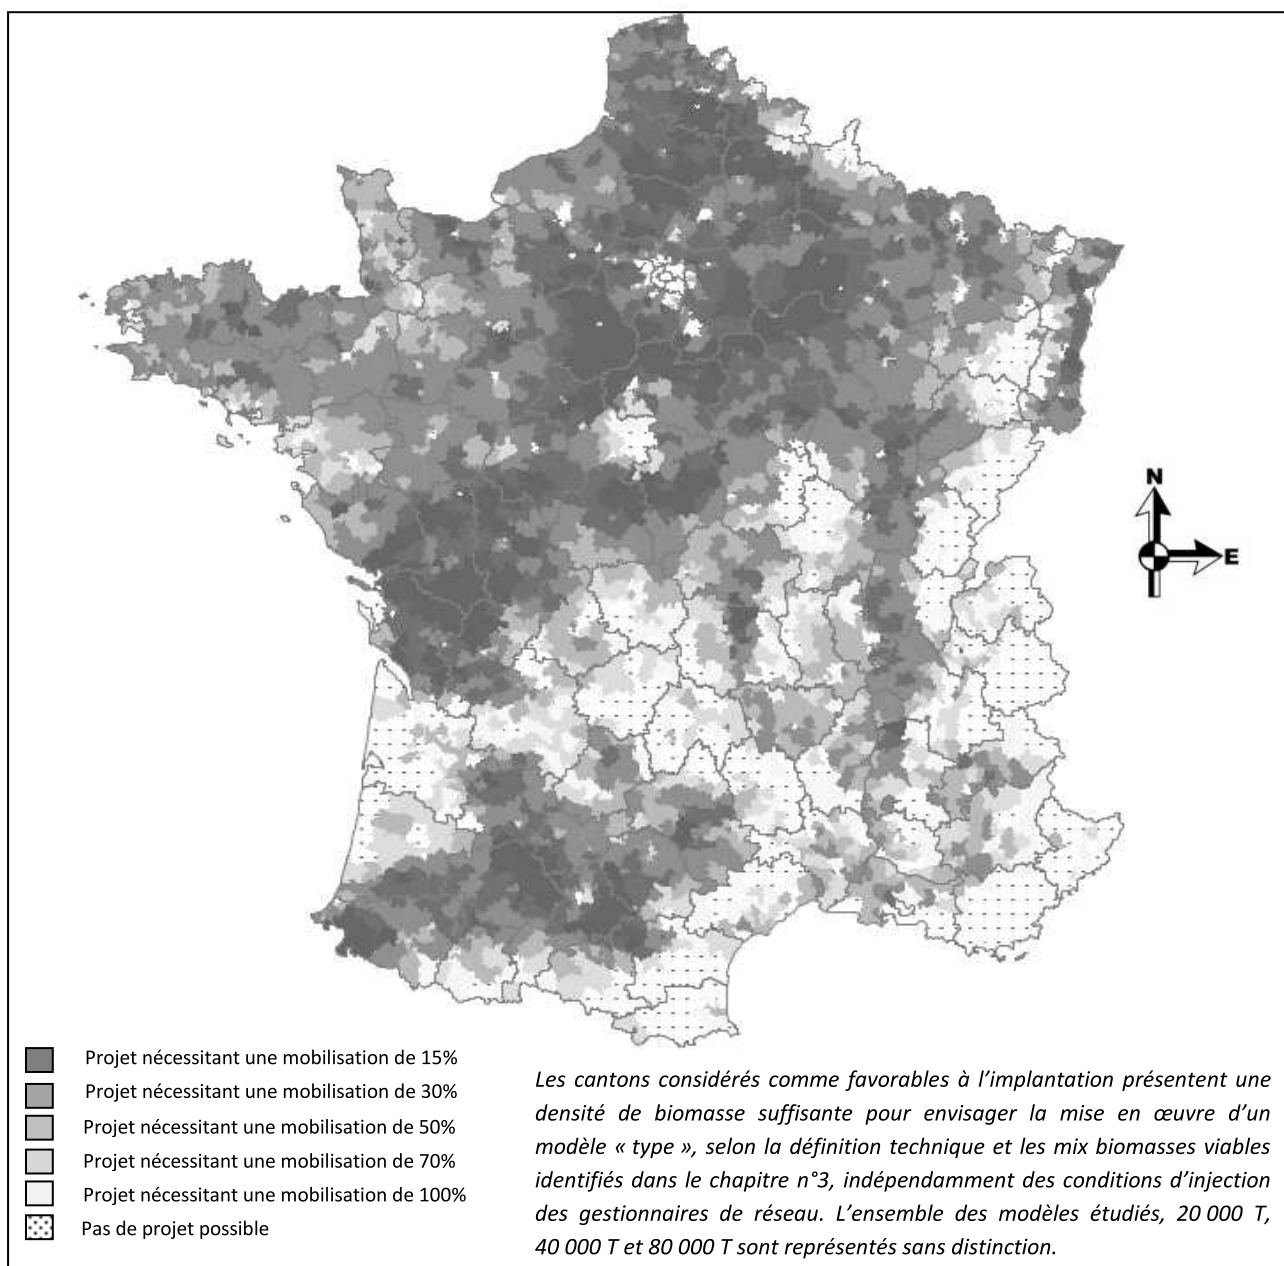 N
E
Projet nécessitant une mobilisation de 15%
Projet nécessitant une mobilisation de 30%
Projet nécessitant une mobilisation de 50%
Projet nécessitant une mobilisation de 70%
Projet nécessitant une mobilisation de 100%
Pas de projet possible
Les cantons considérés comme favorables à l’implantation présentent une
densité de biomasse suffisante pour envisager la mise en œuvre d’un
modèle « type », selon la définition technique et les mix biomasses viables
identifiés dans le chapitre n°3, indépendamment des conditions d’injection
des gestionnaires de réseau. L’ensemble des modèles étudiés, 20 000 T,
40 000 T et 80 000 T sont représentés sans distinction.